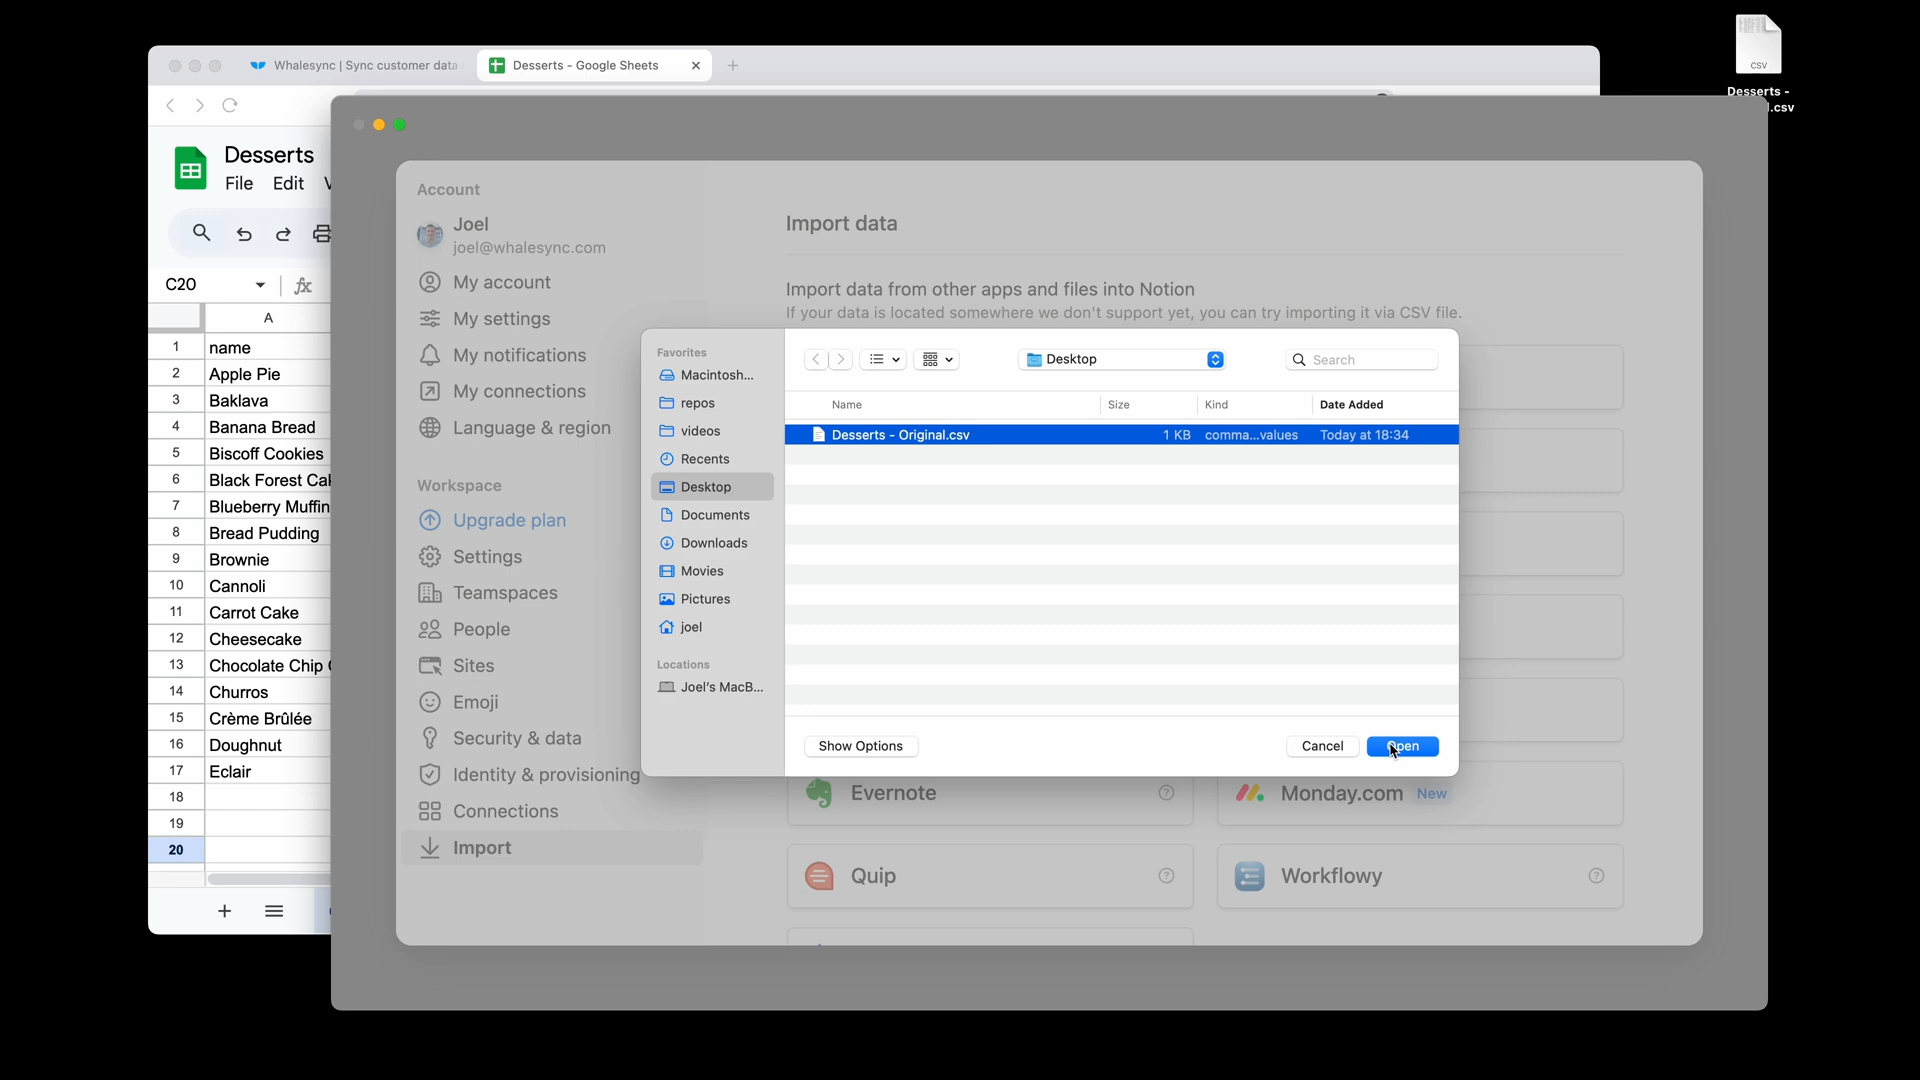 CSV
Desserts -
l.csv
Whalesync | Sync customer data
Desserts - Google Sheets
Desserts
File Edit
C20
fx
A
1 name
2 Apple Pie
3 Baklava
4 Banana Bread
5 Biscoff Cookies
6 Black Forest Cak
7 Blueberry Muffin
8 Bread Pudding
9 Brownie
10 Cannoli
11 Carrot Cake
12 Cheesecake
13 Chocolate Chip
14 Churros
15 Crème Brûlée
16 Doughnut
17 Eclair
18
19
20
Account
Joel
joel@whalesync.com
My account
My settings
My notifications
My connections
Language & region
Workspace
Upgrade plan
Settings
Teamspaces
People
Sites
Emoji
Security & data
Identity & provisioning
Connections
Import
Import data
Import data from other apps and files into Notion
If your data is located somewhere we don't support yet, you can try importing it via CSV file.
Favorites
Macintosh...
repos
videos
Recents
Desktop
Documents
Downloads
Movies
Pictures
joel
Locations
Joel's MacB...
Desktop
Search
Name Size Kind Date Added
Desserts - Original.csv 1 KB comma...values Today at 18:34
Show Options
Cancel
Open
Evernote
Monday.com New
Quip
Workflowy